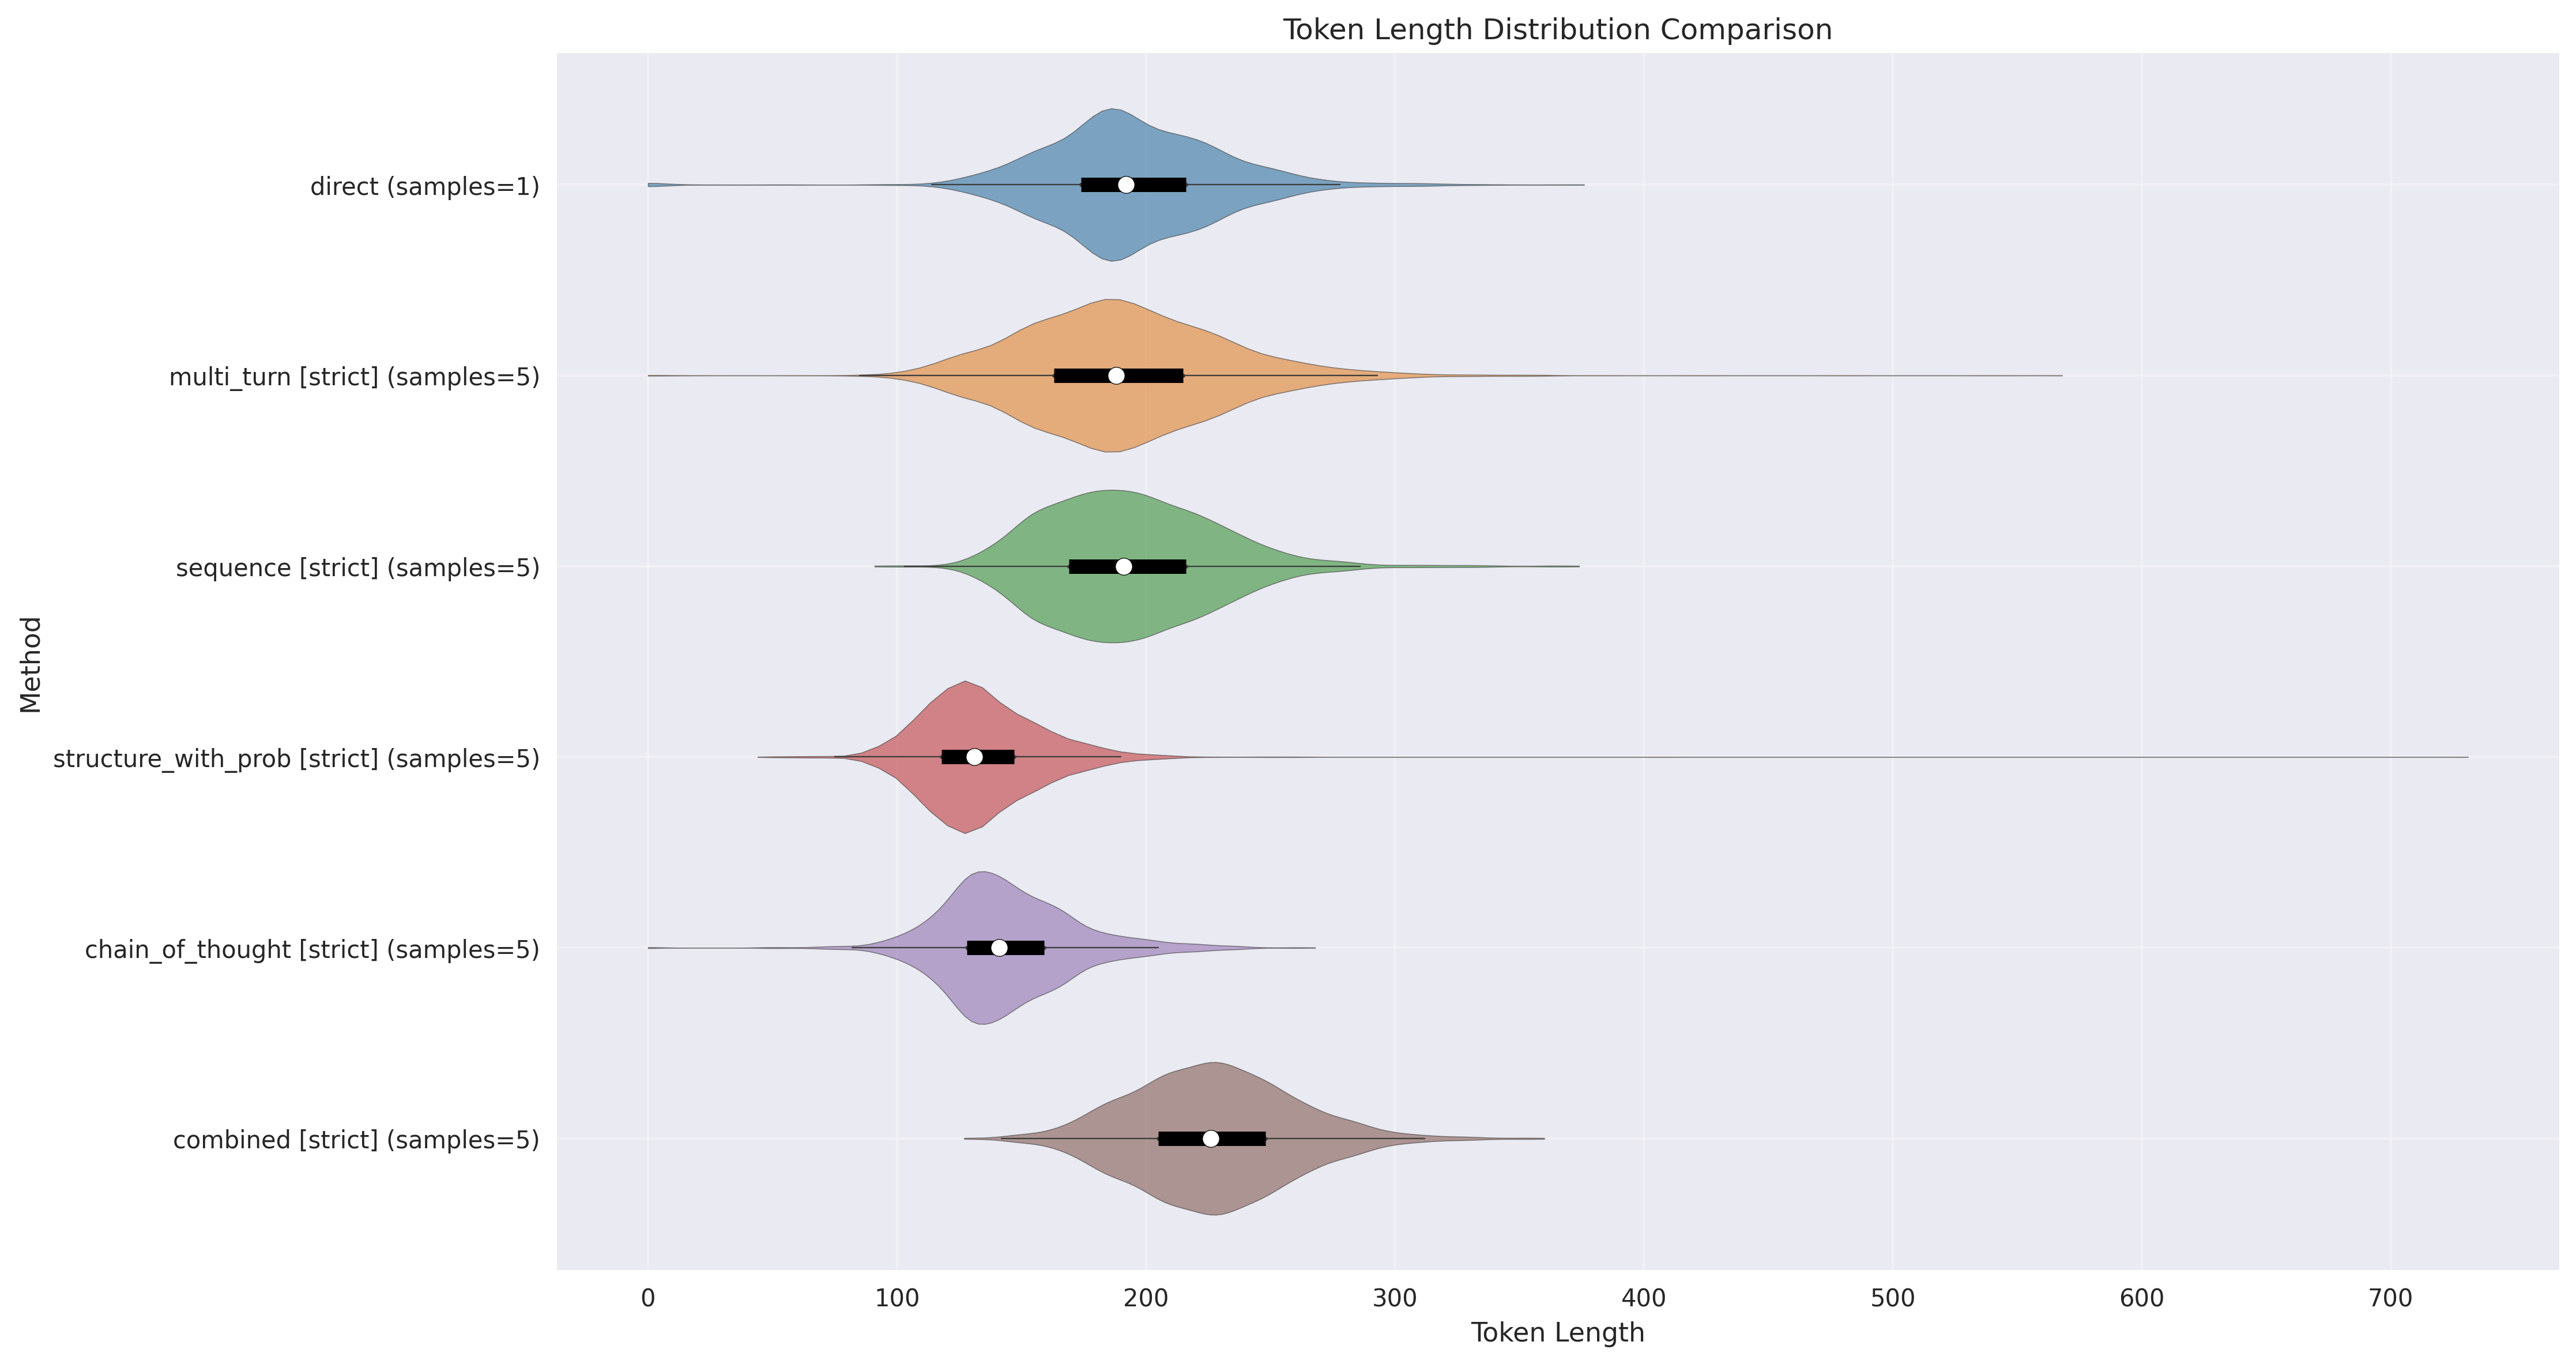 Token Length Distribution Comparison
Method
direct (samples=1)
multi_turn [strict] (samples=5)
sequence [strict] (samples=5)
structure_with_prob [strict] (samples=5)
chain_of_thought [strict] (samples=5)
combined [strict] (samples=5)
0 100 200 300 400 500 600 700
Token Length